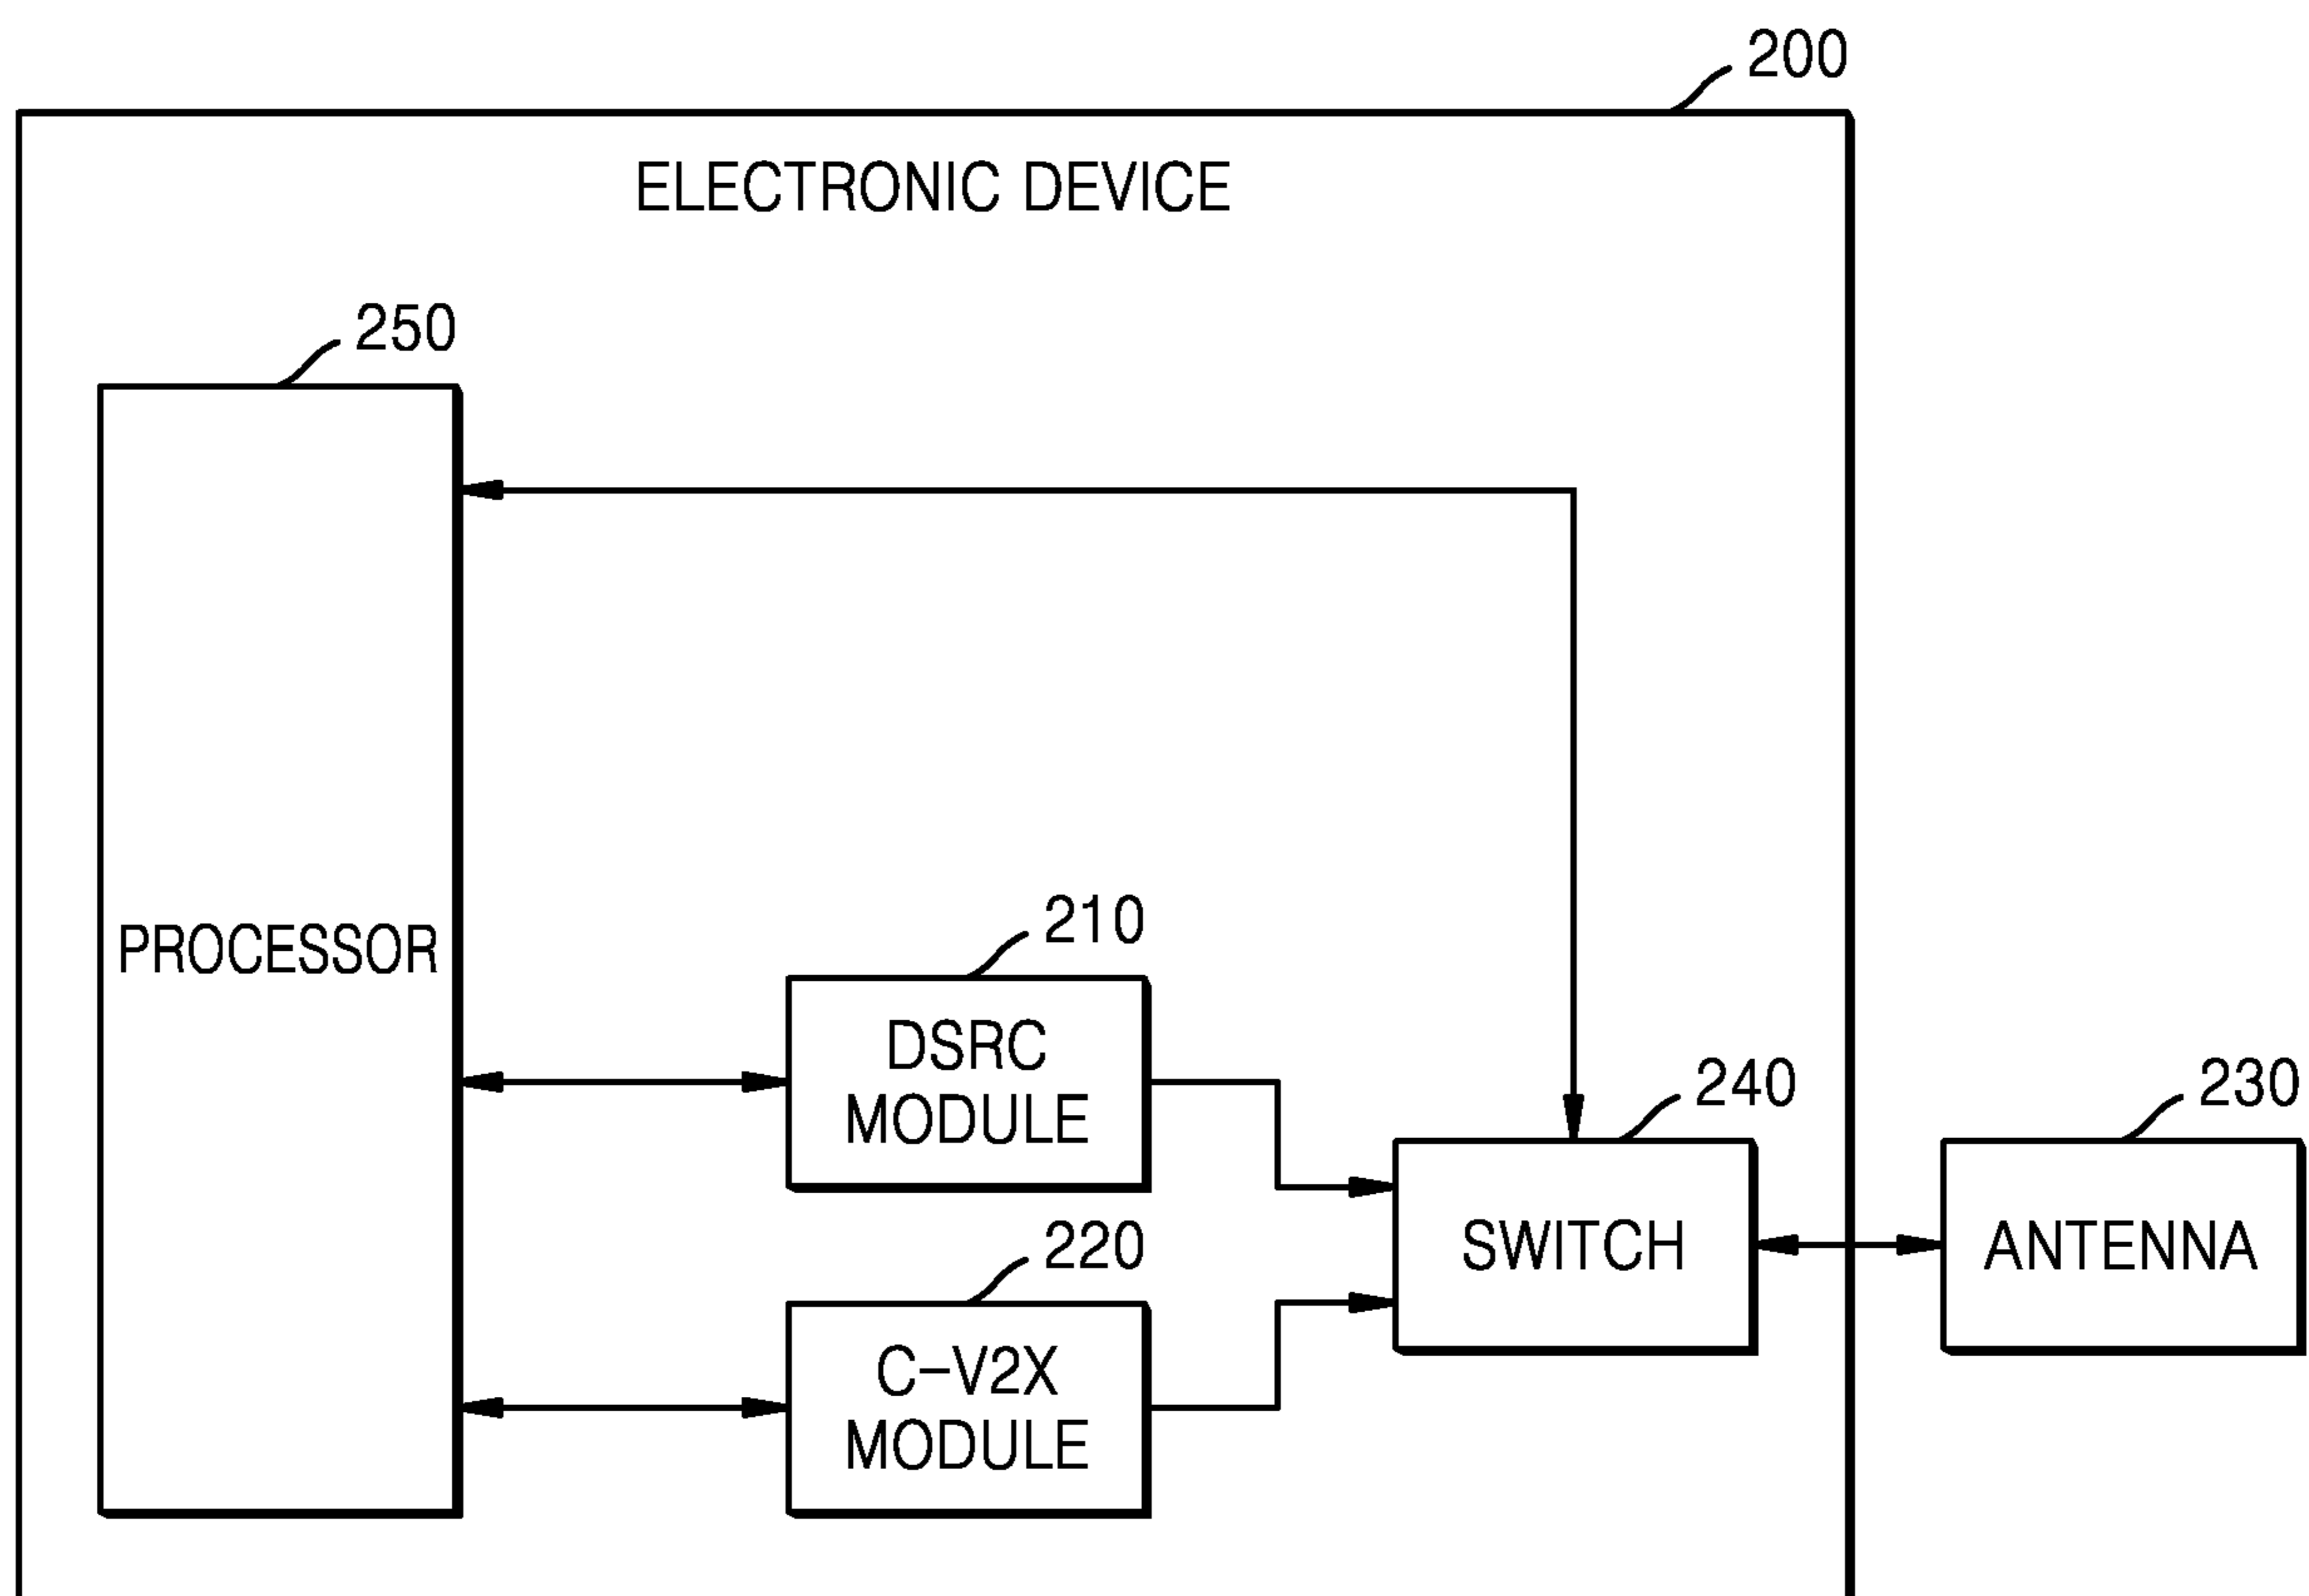 200
ELECTRONIC DEVICE
250
PROCESSOR
210
DSRC
MODULE
220
C-V2X
MODULE
240
SWITCH
230
ANTENNA